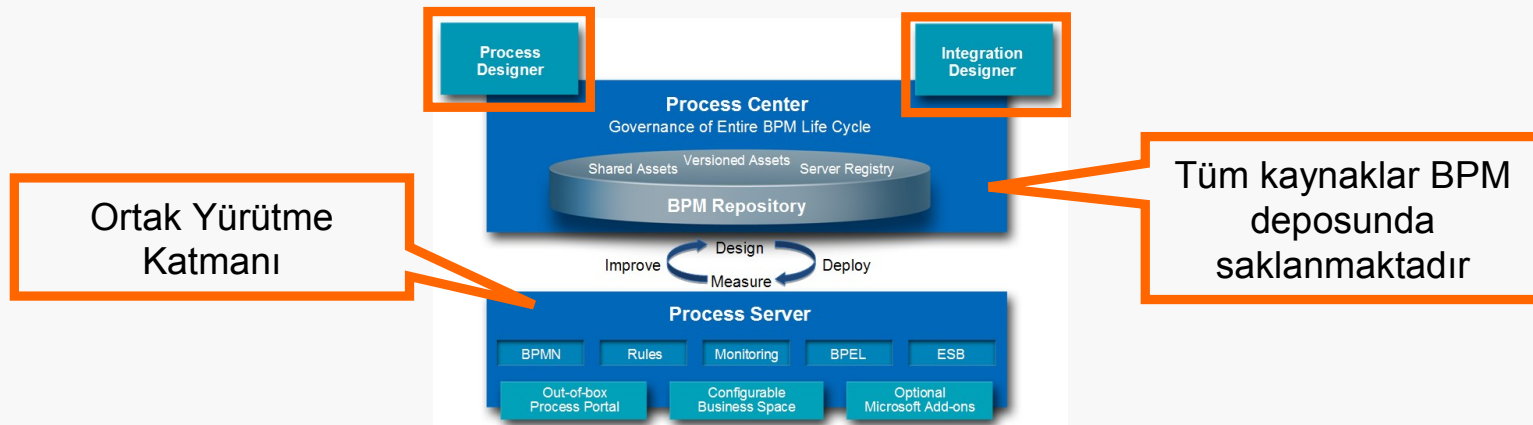 Process
Designer
Integration
Designer
Process Center
Governance of Entire BPM Life Cycle
Shared Assets
Versioned Assets
Server Registry
BPM Repository
Tüm kaynaklar BPM
deposunda
saklanmaktadır
Ortak Yürütme
Katmanı
Design
Improve
Deploy
Measure
Process Server
BPMN
Rules
Monitoring
BPEL
ESB
Out-of-box
Process Portal
Configurable
Business Space
Optional
Microsoft Add-ons